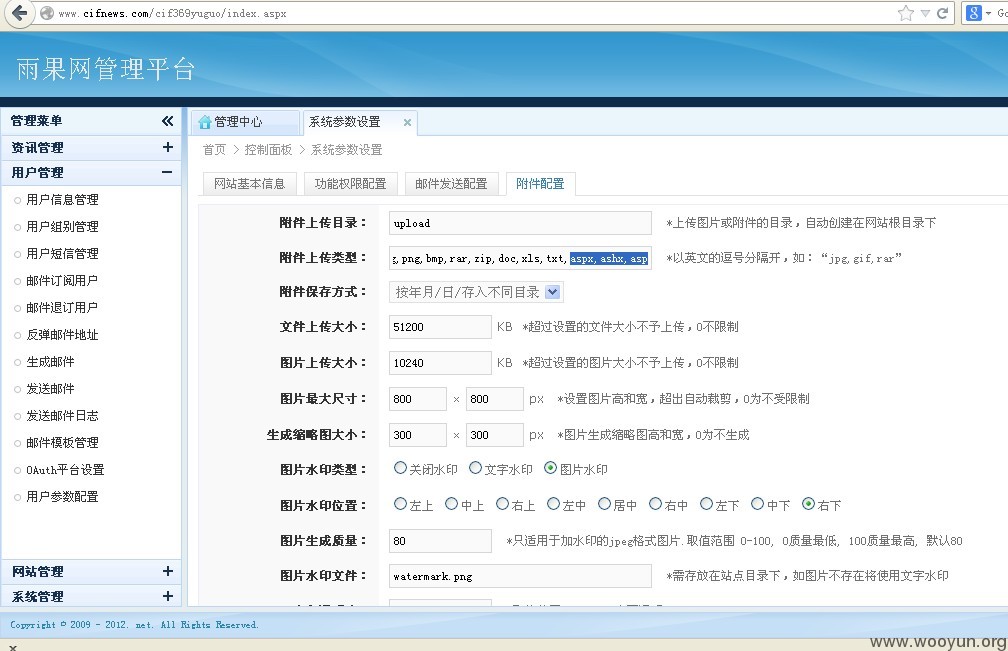 www.cifnews.com/cif369yuguo/index.aspx
雨果网管理平台
管理菜单
资讯管理
用户管理
用户信息管理
用户组别管理
用户短信管理
邮件订阅用户
邮件退订用户
反弹邮件地址
生成邮件
发送邮件
发送邮件日志
邮件模板管理
OAuth平台设置
用户参数配置
网站管理
系统管理
管理中心 系统参数设置
首页 > 控制面板 > 系统参数设置
网站基本信息 功能权限配置 邮件发送配置 附件配置
附件上传目录: upload *上传图片或附件的目录,自动创建在网站根目录下
附件上传类型: ,png,bmp,rar,zip,doc,xls,txt,aspx,ashx,asp *以英文的逗号分隔开,如:“jpg,gif,rar”
附件保存方式: 按年月/日/存入不同目录
文件上传大小: 51200 KB *超过设置的文件大小不予上传,0不限制
图片上传大小: 10240 KB *超过设置的图片大小不予上传,0不限制
图片最大尺寸: 800 × 800 px *设置图片高和宽,超出自动裁剪,0为不受限制
生成缩略图大小: 300 × 300 px *图片生成缩略图高和宽,0为不生成
图片水印类型: 关闭水印 文字水印 图片水印
图片水印位置: 左上 中上 右上 左中 居中 右中 左下 中下 右下
图片生成质量: 80 *只适用于加水印的jpeg格式图片.取值范围 0-100, 0质量最低, 100质量最高, 默认80
图片水印文件: watermark.png *需存放在站点目录下,如图片不存在将使用文字水印
Copyright © 2009 - 2012. net. All Rights Reserved.
www.wooyun.org